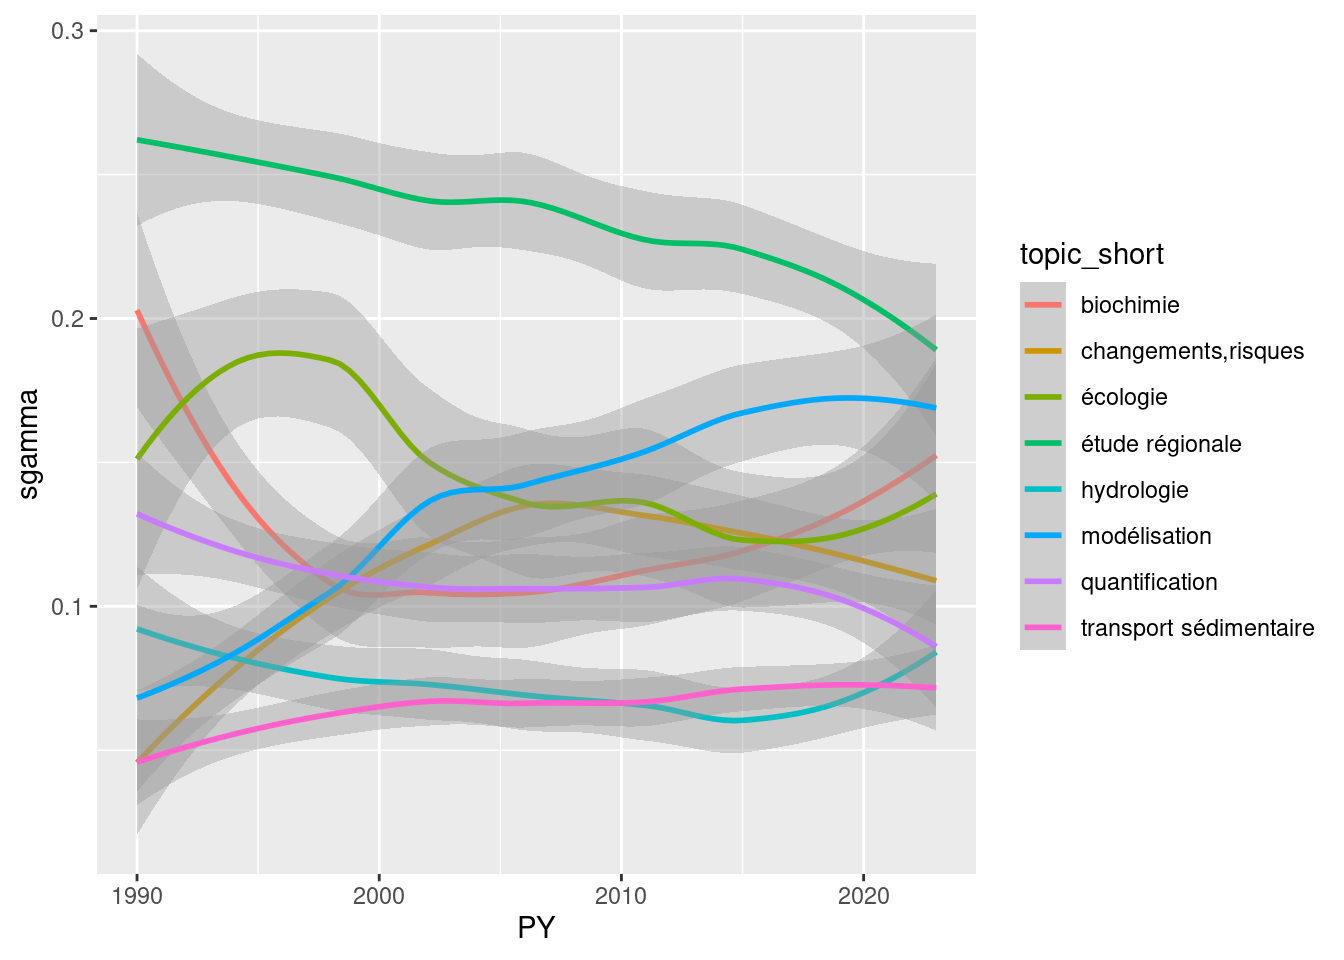 0.3
0.2
0.1
sgamma
1990
2000
2010
2020
PY
topic_short
biochimie
changements,risques
écologie
étude régionale
hydrologie
modélisation
quantification
transport sédimentaire